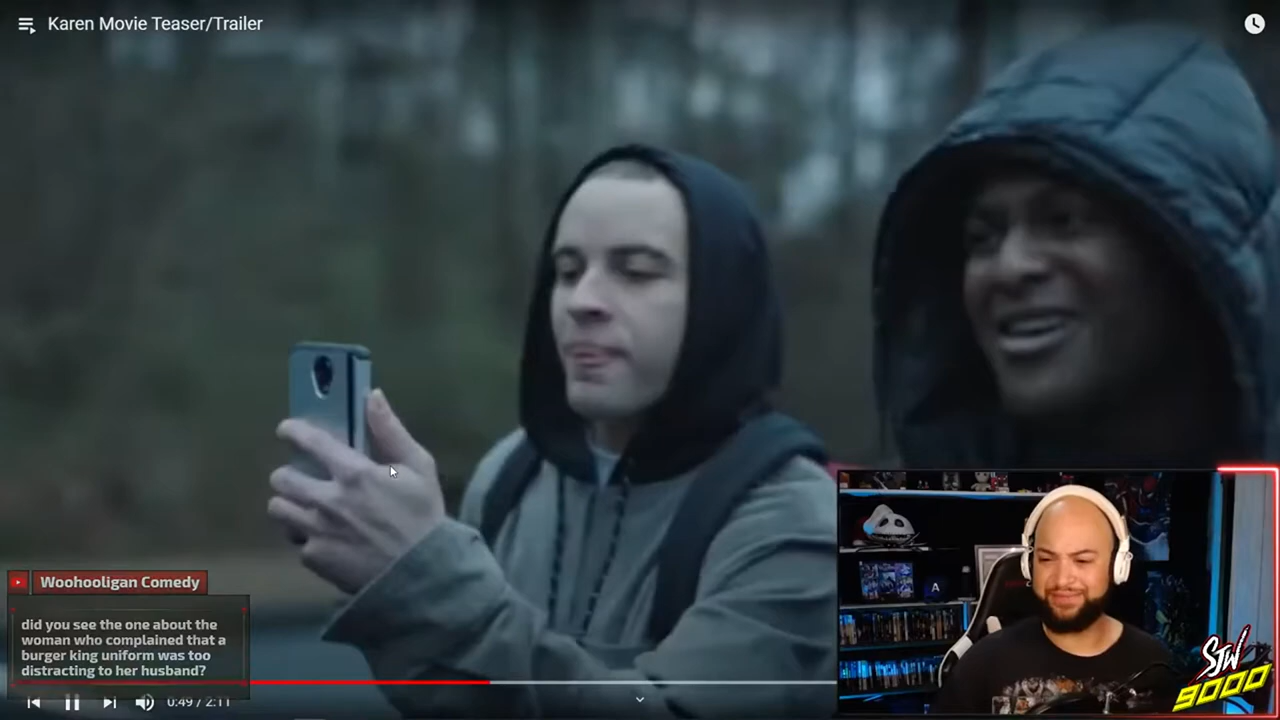 Karen Movie Teaser/Trailer
Woohooligan Comedy
did you see the one about the
woman who complained that a
burger king uniform was too
distracting to her husband?
0:49 / 2:11
STW
9000